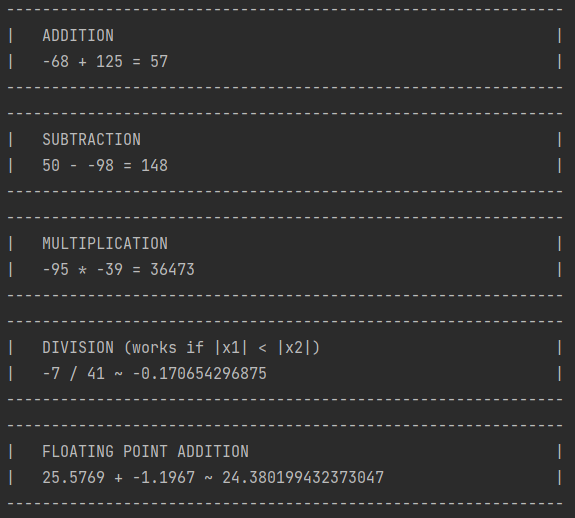 ADDITION
-68 + 125 = 57
SUBTRACTION
50 - -98 = 148
MULTIPLICATION
-95 * -39 = 36473
DIVISION (works if |x1| < |x2|)
-7 / 41 ~ -0.170654296875
FLOATING POINT ADDITION
25.5769 + -1.1967 ~ 24.380199432373047